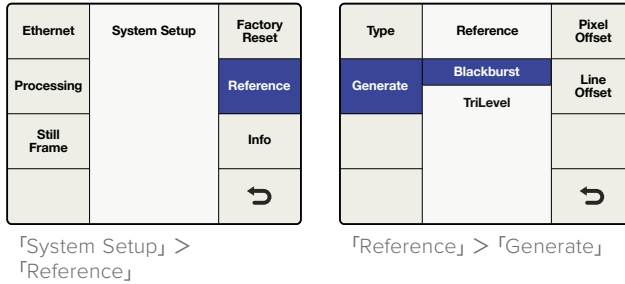 Ethernet
System Setup
Factory
Reset
Processing
Reference
Still
Frame
Info
「System Setup」＞
「Reference」
Type
Reference
Pixel
Offset
Generate
Blackburst
TriLevel
Line
Offset
「Reference」＞「Generate」